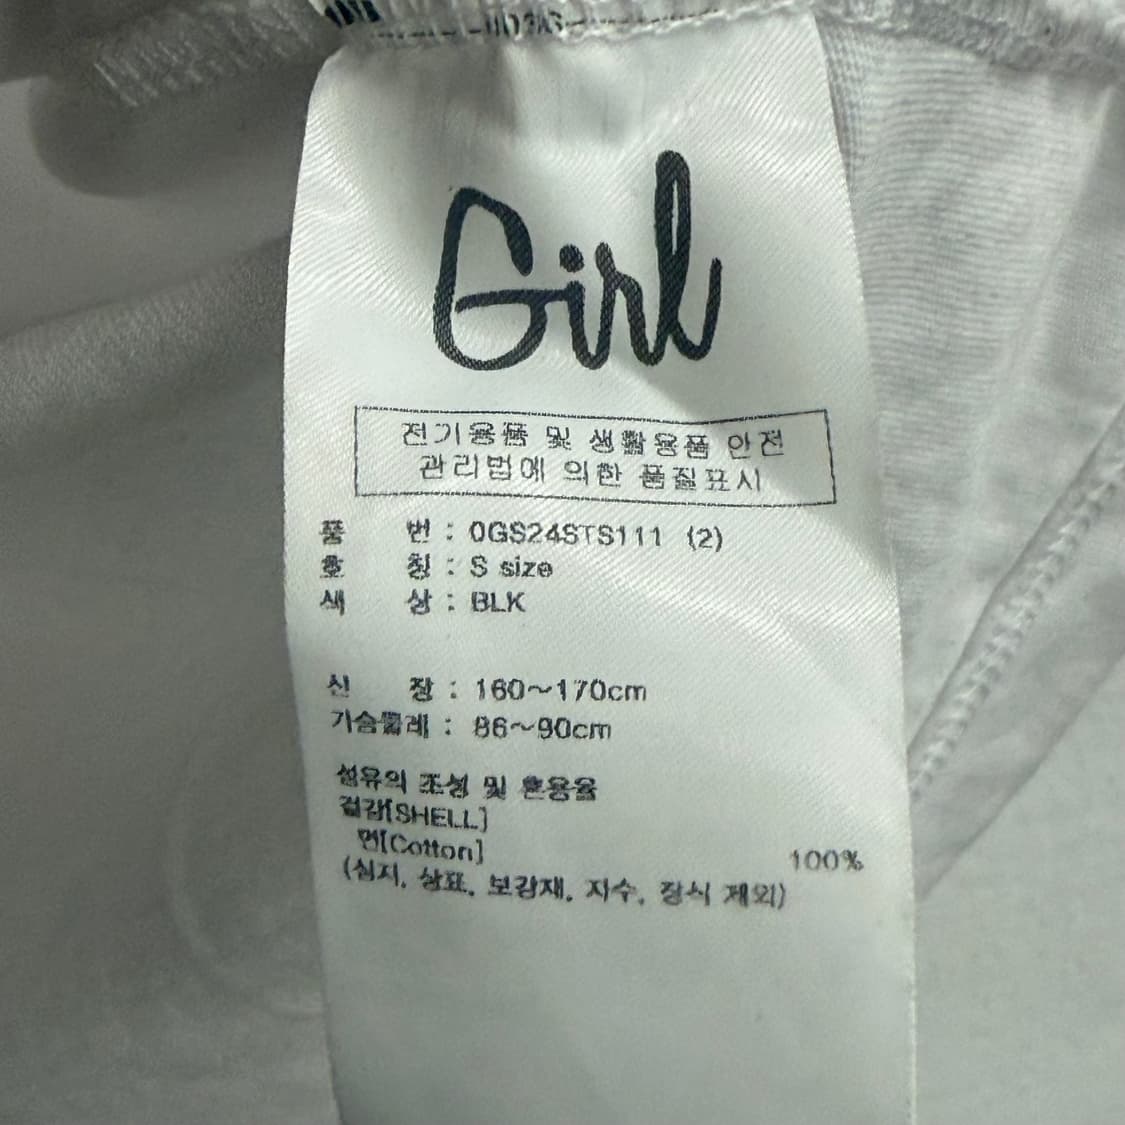 Girl
전기용품 및 생활용품 안전
관리법에 의한 품질표시
품 번 : 0GS24STS111 (2)
호 칭 : S size
색 상 : BLK
신 장 : 160~170cm
가슴둘레 : 86~90cm
섬유의 조성 및 혼용율
겉감[SHELL]
면[Cotton] 100%
(심지, 상표, 보강재, 자수, 장식 제외)